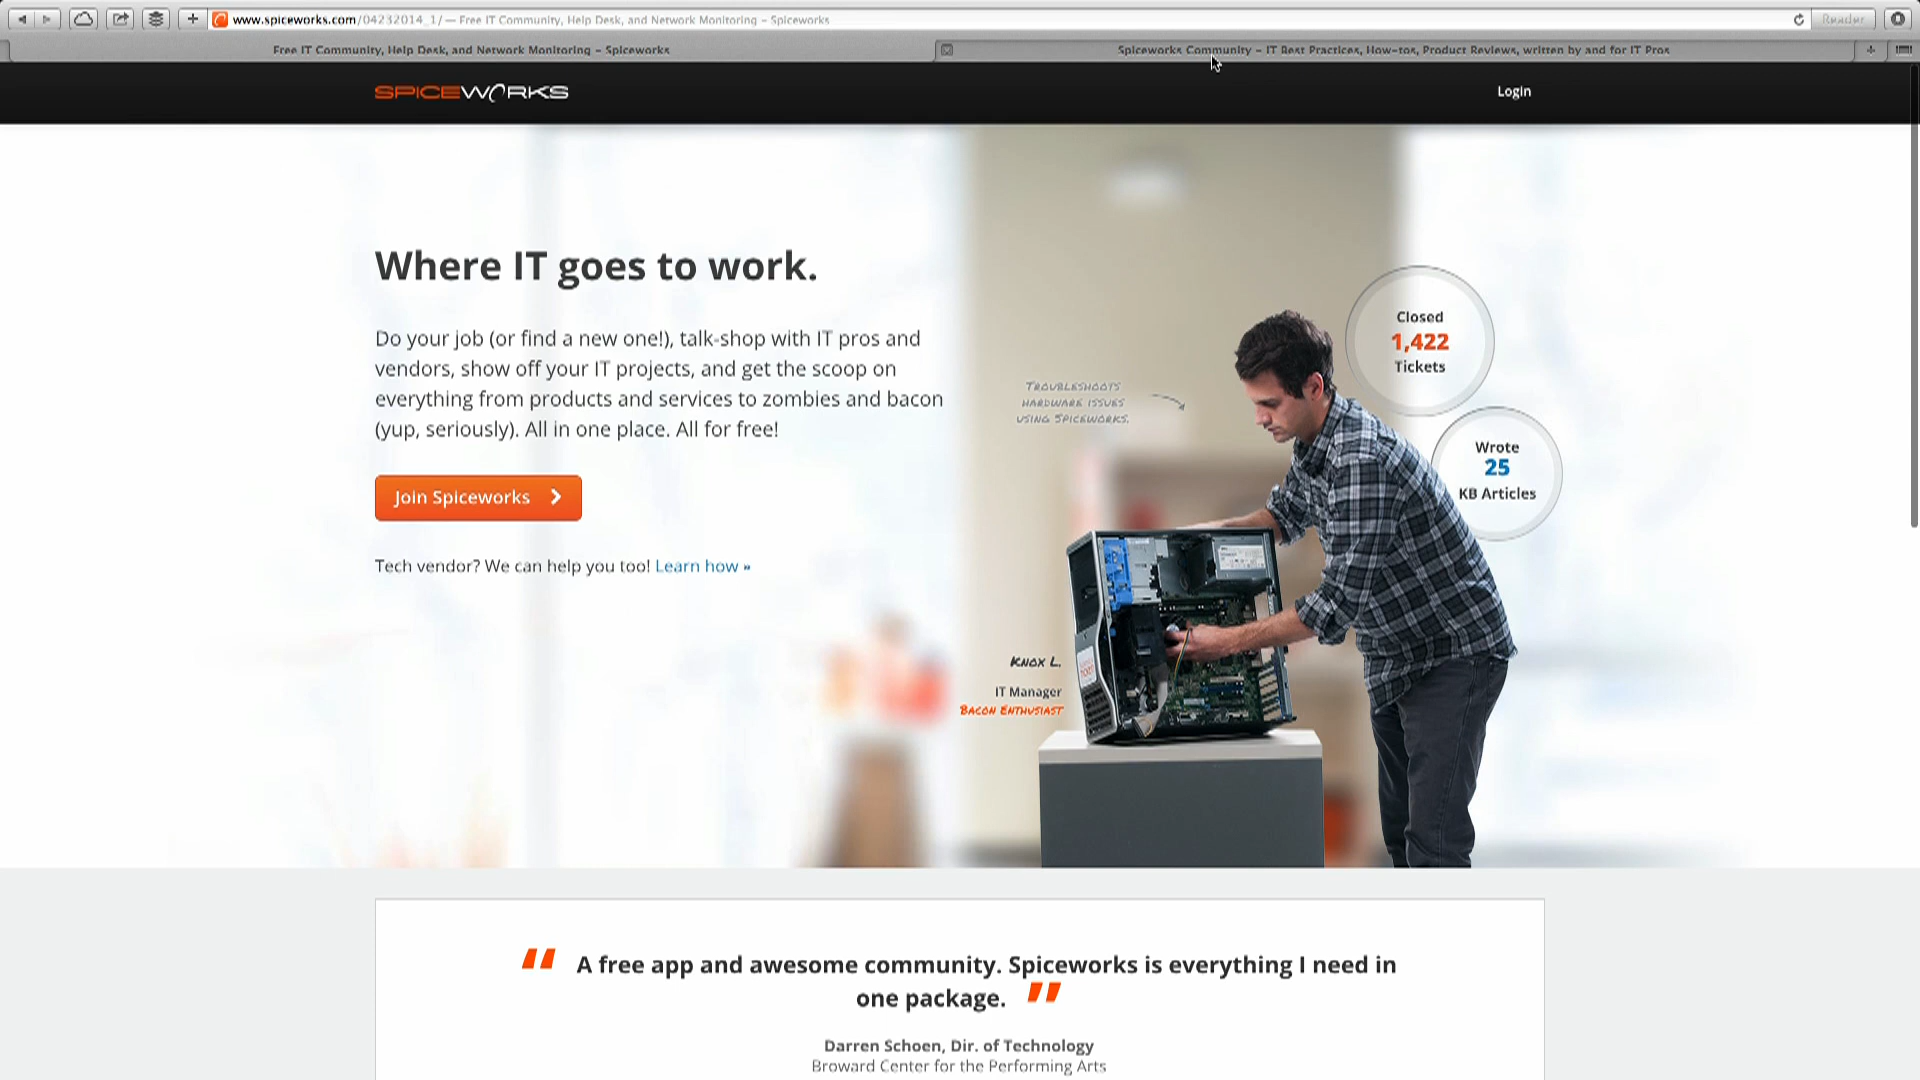 www.spiceworks.com/04232014_1/ — Free IT Community, Help Desk, and Network Monitoring – Spiceworks
Reader
Free IT Community, Help Desk, and Network Monitoring – Spiceworks
Spiceworks Community – IT Best Practices, How-tos, Product Reviews, written by and for IT Pros
SPICEWORKS
Login
Where IT goes to work.
Do your job (or find a new one!), talk-shop with IT pros and
vendors, show off your IT projects, and get the scoop on
everything from products and services to zombies and bacon
(yup, seriously). All in one place. All for free!
Join Spiceworks
Tech vendor? We can help you too! Learn how »
Troubleshoots
hardware issues
using Spiceworks.
Closed
1,422
Tickets
Wrote
25
KB Articles
Knox L.
IT Manager
Bacon Enthusiast
“ A free app and awesome community. Spiceworks is everything I need in
one package. ”
Darren Schoen, Dir. of Technology
Broward Center for the Performing Arts